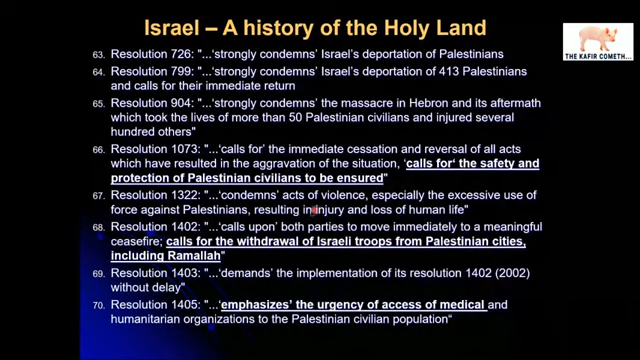 Israel – A history of the Holy Land
THE KAFIR COMETH...
63. Resolution 726: "...'strongly condemns' Israel's deportation of Palestinians
64. Resolution 799: "...'strongly condemns' Israel's deportation of 413 Palestinians
and calls for their immediate return
65. Resolution 904: "...'strongly condemns' the massacre in Hebron and its aftermath
which took the lives of more than 50 Palestinian civilians and injured several
hundred others"
66. Resolution 1073: "...'calls for' the immediate cessation and reversal of all acts
which have resulted in the aggravation of the situation, 'calls for' the safety and
protection of Palestinian civilians to be ensured"
67. Resolution 1322: "...'condemns' acts of violence, especially the excessive use of
force against Palestinians, resulting in injury and loss of human life"
68. Resolution 1402: "...'calls upon' both parties to move immediately to a meaningful
ceasefire; calls for the withdrawal of Israeli troops from Palestinian cities,
including Ramallah"
69. Resolution 1403: "...'demands' the implementation of its resolution 1402 (2002)
without delay"
70. Resolution 1405: "...'emphasizes' the urgency of access of medical and
humanitarian organizations to the Palestinian civilian population"